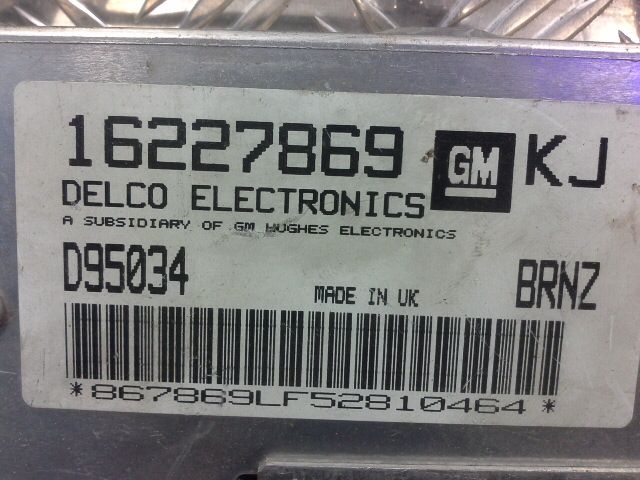 16227869 GM KJ
DELCO ELECTRONICS
A SUBSIDIARY OF GM HUGHES ELECTRONICS
D95034 MADE IN UK BRNZ
*867869LF52810464*